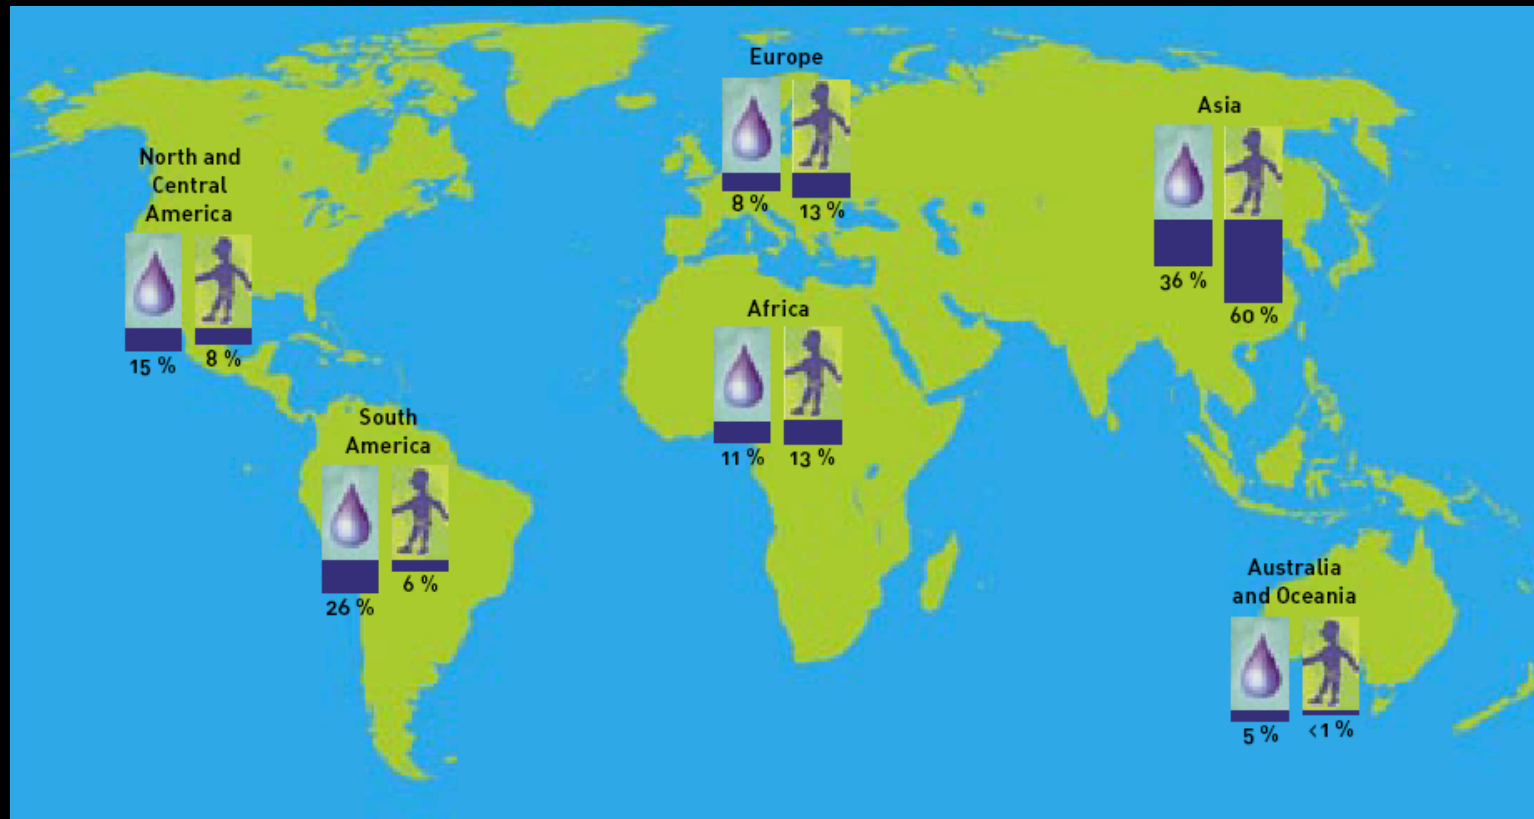 Europe
8 %
13 %
Asia
36 %
60 %
North and
Central
America
15 %
8 %
Africa
11 %
13 %
South
America
26 %
6 %
Australia
and Oceania
5 %
<1 %